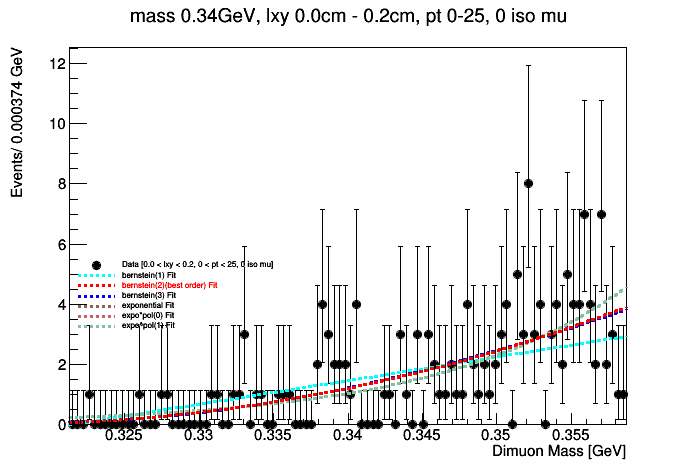 mass 0.34GeV, lxy 0.0cm - 0.2cm, pt 0-25, 0 iso mu
Events/ 0.000374 GeV
12
10
8
6
4
2
0
Data [0.0 < lxy < 0.2, 0 < pt < 25, 0 iso mu]
bernstein(1) Fit
bernstein(2)(best order) Fit
bernstein(3) Fit
exponential Fit
expo*pol(0) Fit
expo*pol(1) Fit
0.325 0.33 0.335 0.34 0.345 0.35 0.355
Dimuon Mass [GeV]